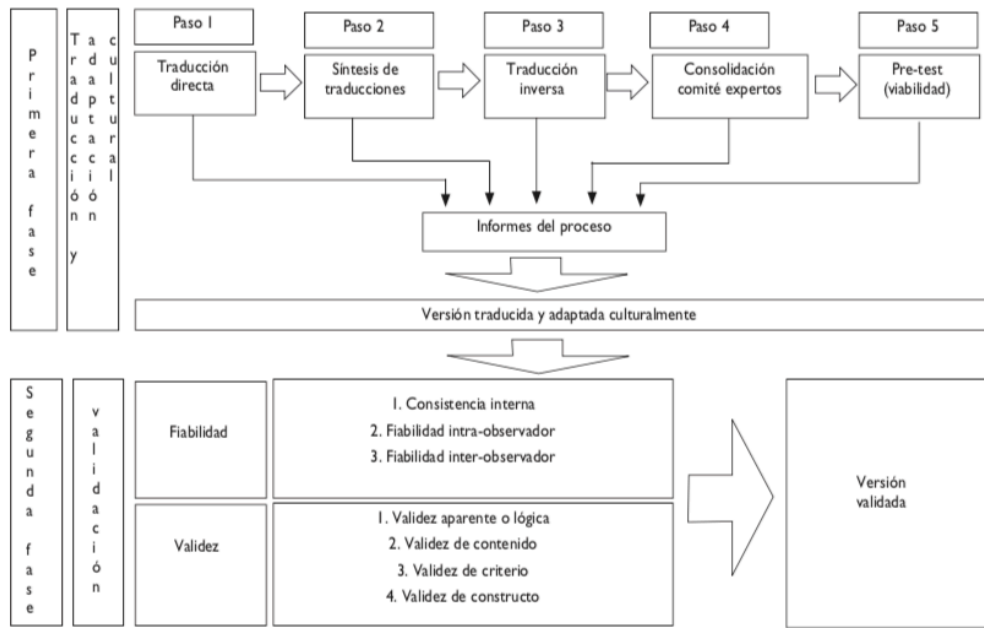 Primera fase
Traducción y
adaptación
cultural
Paso 1
Paso 2
Paso 3
Paso 4
Paso 5
Traducción
directa
Síntesis de
traducciones
Traducción
inversa
Consolidación
comité expertos
Pre-test
(viabilidad)
Informes del proceso
Versión traducida y adaptada culturalmente
Segunda fase
validación
Fiabilidad
1. Consistencia interna
2. Fiabilidad intra-observador
3. Fiabilidad inter-observador
Validez
1. Validez aparente o lógica
2. Validez de contenido
3. Validez de criterio
4. Validez de constructo
Versión
validada